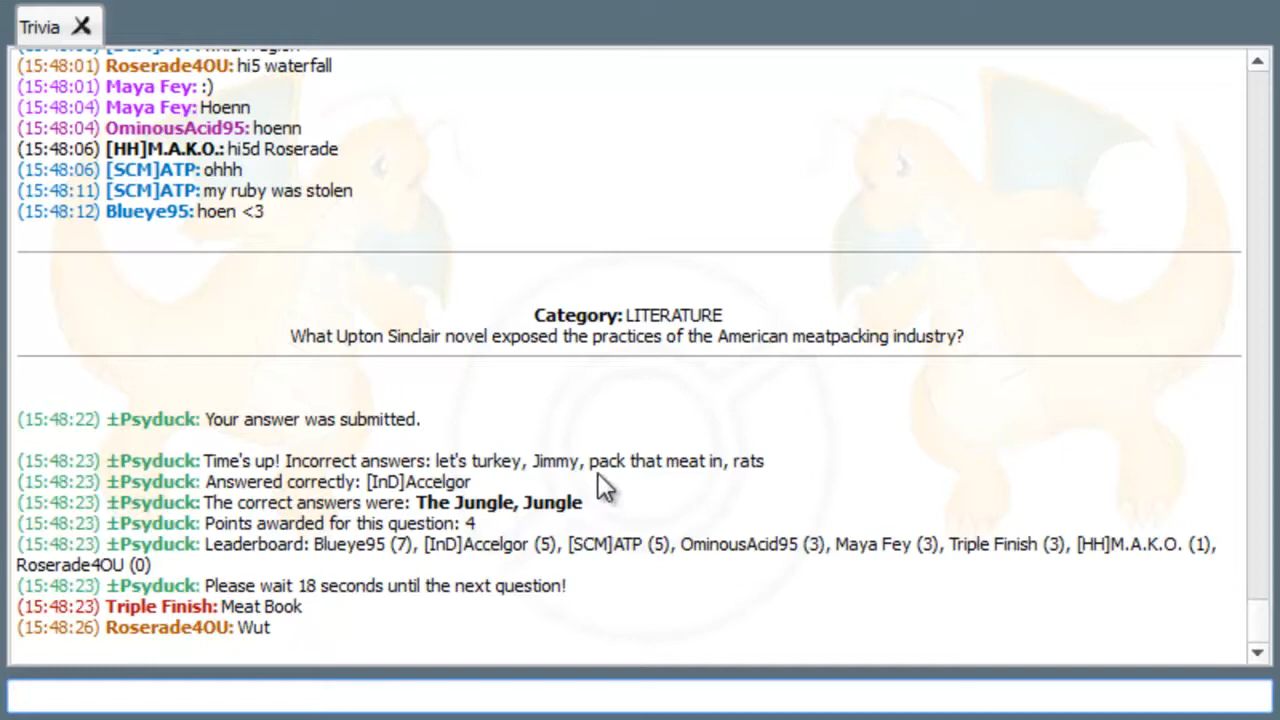 Trivia X
(15:48:01) Roserade4OU: hi5 waterfall
(15:48:01) Maya Fey: :)
(15:48:04) Maya Fey: Hoenn
(15:48:04) OminousAcid95: hoenn
(15:48:06) [HH]M.A.K.O.: hi5d Roserade
(15:48:06) [SCM]ATP: ohhh
(15:48:11) [SCM]ATP: my ruby was stolen
(15:48:12) Blueye95: hoen <3
Category: LITERATURE
What Upton Sinclair novel exposed the practices of the American meatpacking industry?
(15:48:22) ±Psyduck: Your answer was submitted.
(15:48:23) ±Psyduck: Time's up! Incorrect answers: let's turkey, Jimmy, pack that meat in, rats
(15:48:23) ±Psyduck: Answered correctly: [InD]Accelgor
(15:48:23) ±Psyduck: The correct answers were: The Jungle, Jungle
(15:48:23) ±Psyduck: Points awarded for this question: 4
(15:48:23) ±Psyduck: Leaderboard: Blueye95 (7), [InD]Accelgor (5), [SCM]ATP (5), OminousAcid95 (3), Maya Fey (3), Triple Finish (3), [HH]M.A.K.O. (1),
Roserade4OU (0)
(15:48:23) ±Psyduck: Please wait 18 seconds until the next question!
(15:48:23) Triple Finish: Meat Book
(15:48:26) Roserade4OU: Wut